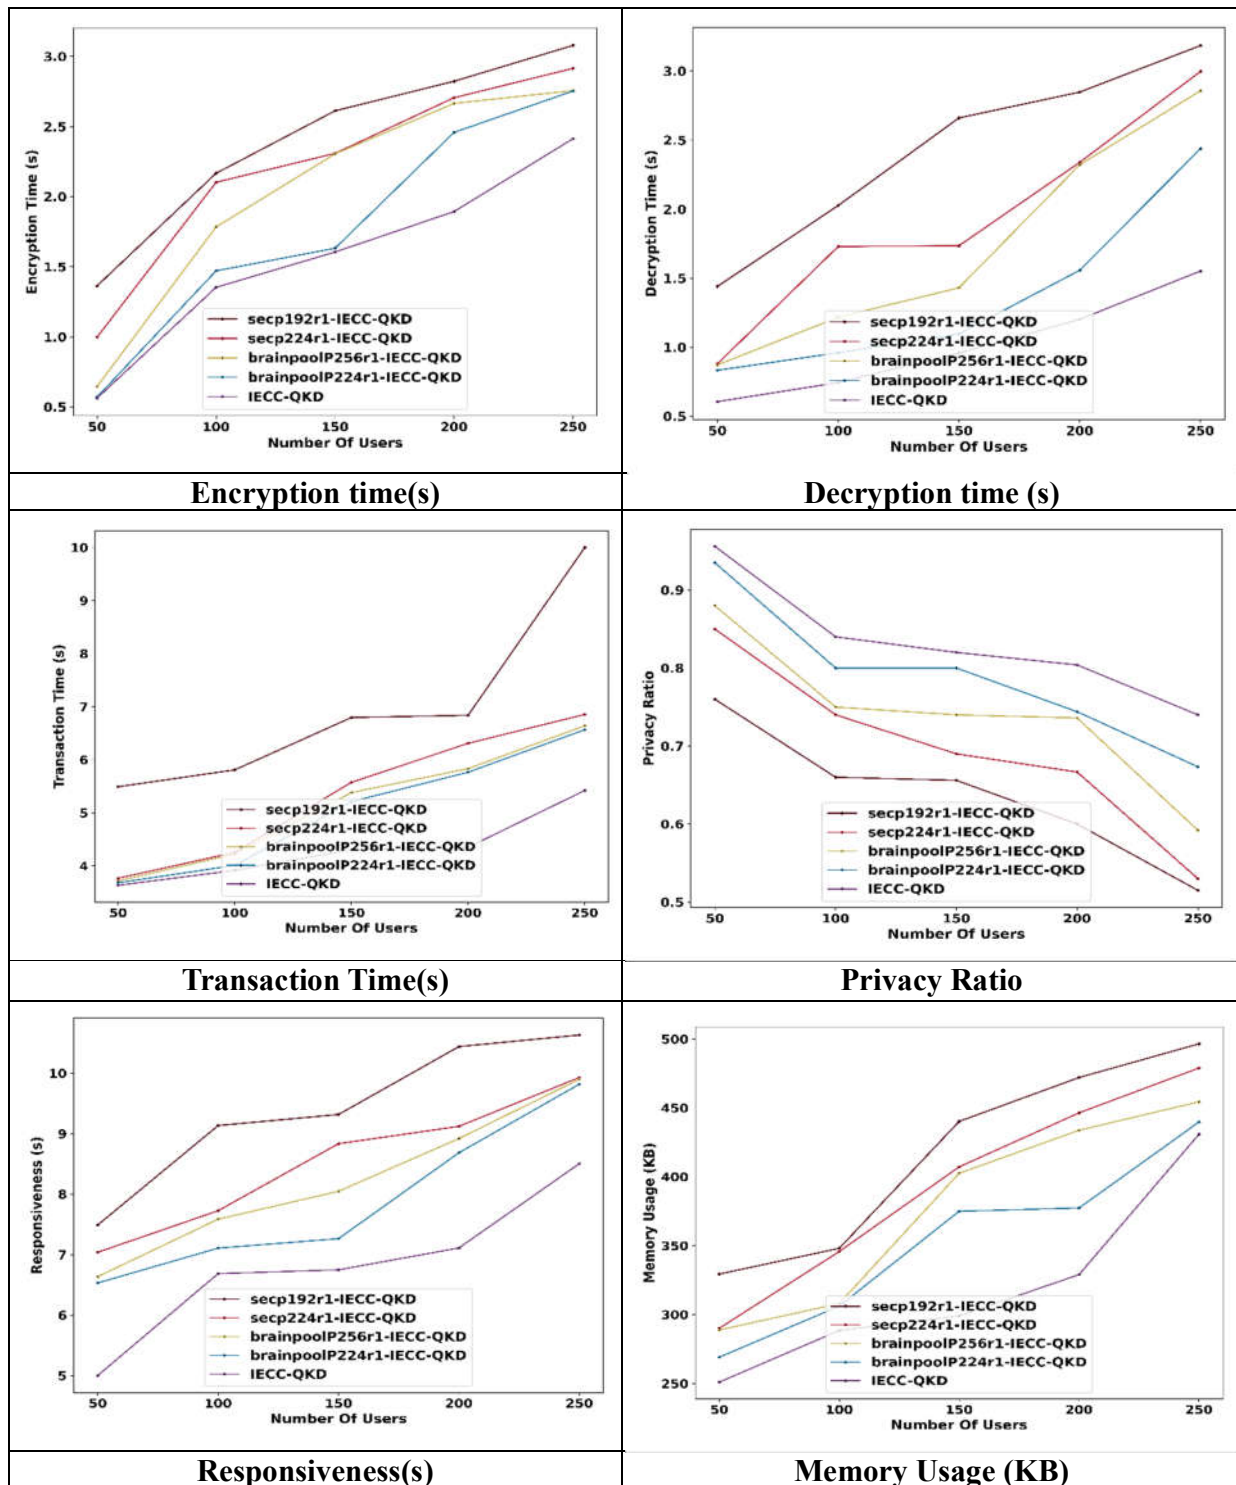 3.0
2.5
2.0
1.5
1.0
0.5
Encryption Time (s)
secp192r1-IECC-QKD
secp224r1-IECC-QKD
brainpoolP256r1-IECC-QKD
brainpoolP224r1-IECC-QKD
IECC-QKD
50 100 150 200 250
Number Of Users
Encryption time(s)
3.0
2.5
2.0
1.5
1.0
0.5
Decryption Time (s)
secp192r1-IECC-QKD
secp224r1-IECC-QKD
brainpoolP256r1-IECC-QKD
brainpoolP224r1-IECC-QKD
IECC-QKD
50 100 150 200 250
Number Of Users
Decryption time (s)
10
9
8
7
6
5
4
Transaction Time (s)
secp192r1-IECC-QKD
secp224r1-IECC-QKD
brainpoolP256r1-IECC-QKD
brainpoolP224r1-IECC-QKD
IECC-QKD
50 100 150 200 250
Number Of Users
Transaction Time(s)
0.9
0.8
0.7
0.6
0.5
Privacy Ratio
secp192r1-IECC-QKD
secp224r1-IECC-QKD
brainpoolP256r1-IECC-QKD
brainpoolP224r1-IECC-QKD
IECC-QKD
50 100 150 200 250
Number Of Users
Privacy Ratio
10
9
8
7
6
5
Responsiveness (s)
secp192r1-IECC-QKD
secp224r1-IECC-QKD
brainpoolP256r1-IECC-QKD
brainpoolP224r1-IECC-QKD
IECC-QKD
50 100 150 200 250
Number Of Users
Responsiveness(s)
500
450
400
350
300
250
Memory Usage (KB)
secp192r1-IECC-QKD
secp224r1-IECC-QKD
brainpoolP256r1-IECC-QKD
brainpoolP224r1-IECC-QKD
IECC-QKD
50 100 150 200 250
Number Of Users
Memory Usage (KB)